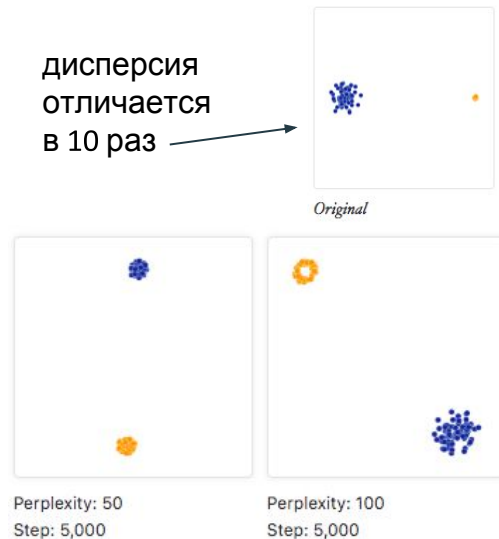 дисперсия
отличается
в 10 раз
Original
Perplexity: 50
Step: 5,000
Perplexity: 100
Step: 5,000